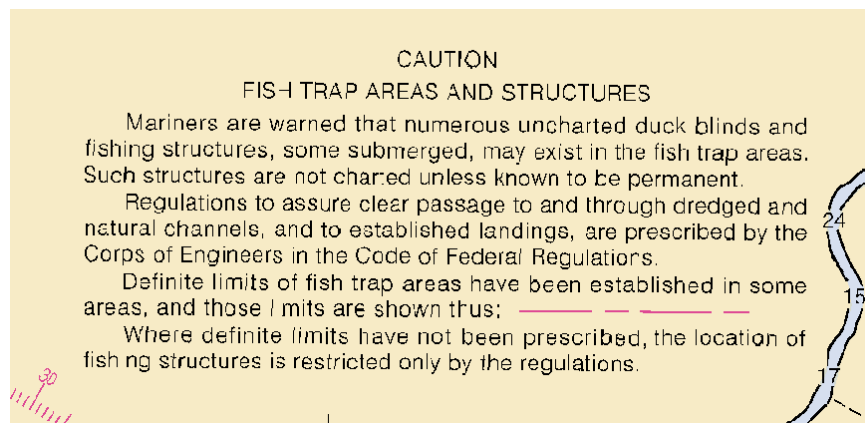 CAUTION
FISH TRAP AREAS AND STRUCTURES
Mariners are warned that numerous uncharted duck blinds and
fishing structures, some submerged, may exist in the fish trap areas.
Such structures are not charted unless known to be permanent.
Regulations to assure clear passage to and through dredged and
natural channels, and to established landings, are prescribed by the
Corps of Engineers in the Code of Federal Regulations.
Definite limits of fish trap areas have been established in some
areas, and those limits are shown thus:
Where definite limits have not been prescribed, the location of
fishing structures is restricted only by the regulations.
24
15
17
30